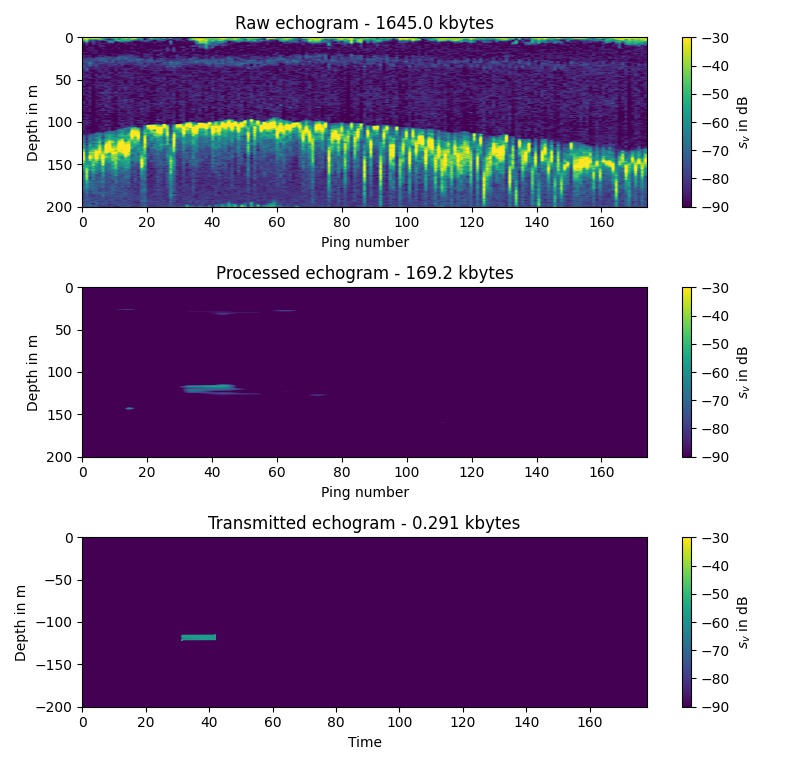 Raw echogram - 1645.0 kbytes
0
50
100
150
200
Depth in m
0 20 40 60 80 100 120 140 160
Ping number
−30
−40
−50
−60
−70
−80
−90
sv in dB
Processed echogram - 169.2 kbytes
0
50
100
150
200
Depth in m
0 20 40 60 80 100 120 140 160
Ping number
−30
−40
−50
−60
−70
−80
−90
sv in dB
Transmitted echogram - 0.291 kbytes
0
−50
−100
−150
−200
Depth in m
0 20 40 60 80 100 120 140 160
Time
−30
−40
−50
−60
−70
−80
−90
sv in dB